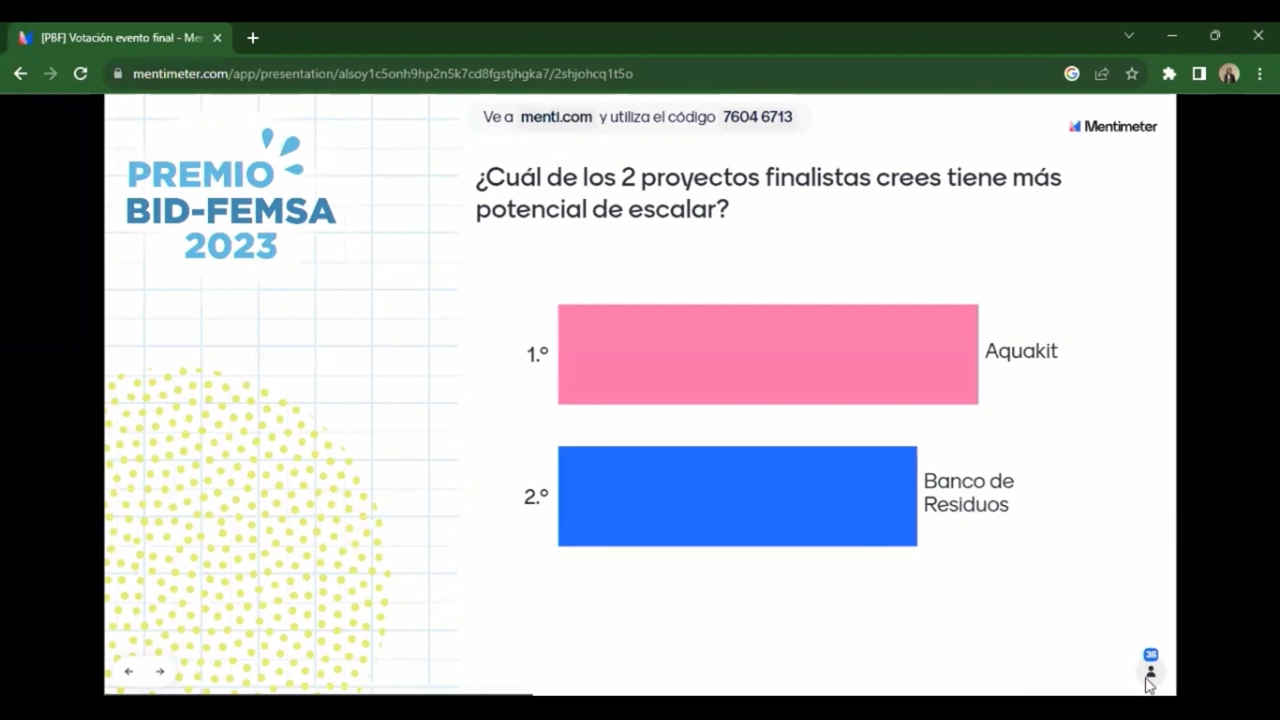 [PBF] Votación evento final - Me
mentimeter.com/app/presentation/alsoy1c5onh9hp2n5k7cd8fgstjhgka7/2shjohcq1t5o
Ve a menti.com y utiliza el código 7604 6713
Mentimeter
PREMIO
BID-FEMSA
2023
¿Cuál de los 2 proyectos finalistas crees tiene más
potencial de escalar?
1.º
Aquakit
2.º
Banco de
Residuos
36